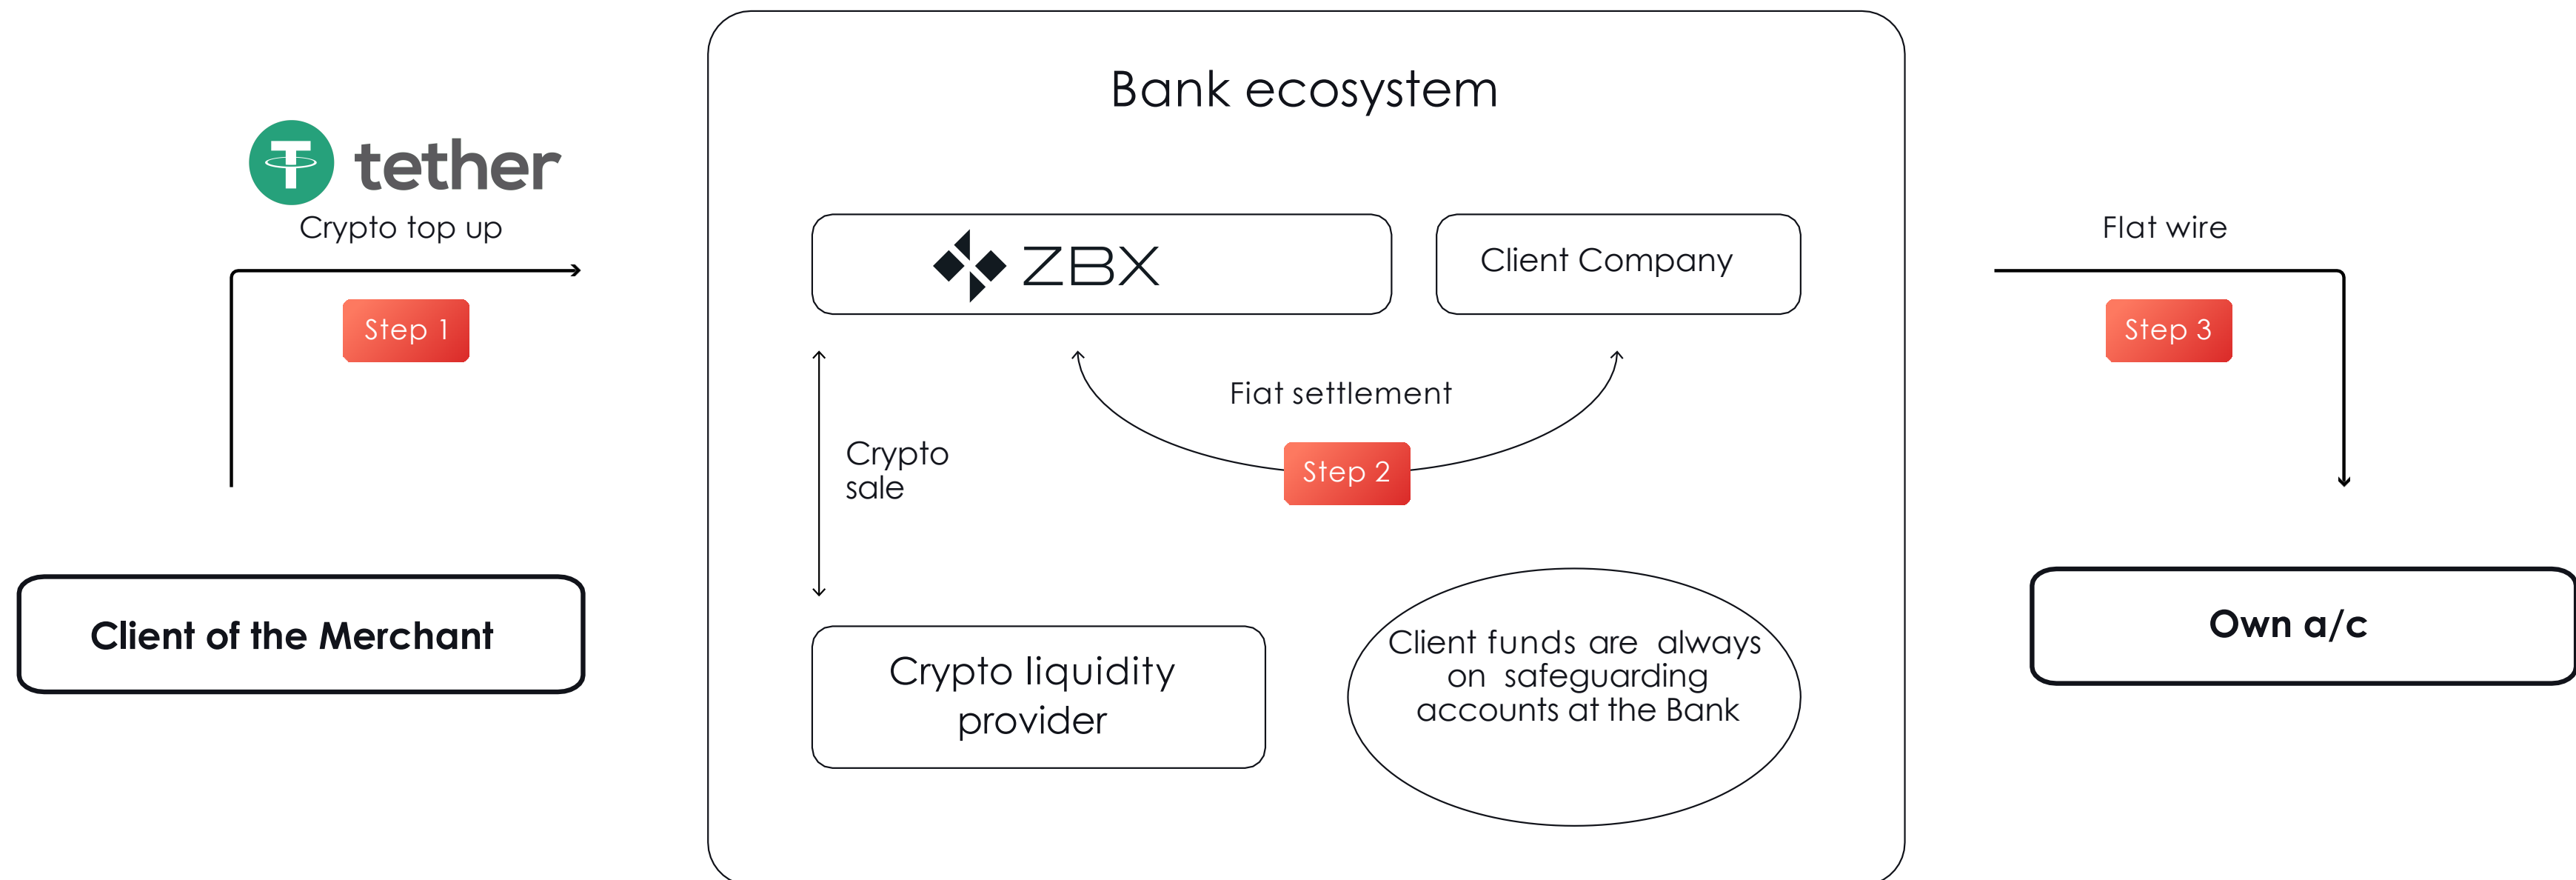 Bank ecosystem
tether
Crypto top up
Step 1
ZBX
Client Company
Flat wire
Step 3
Fiat settlement
Step 2
Crypto
sale
Client of the Merchant
Crypto liquidity
provider
Client funds are always
on safeguarding
accounts at the Bank
Own a/c